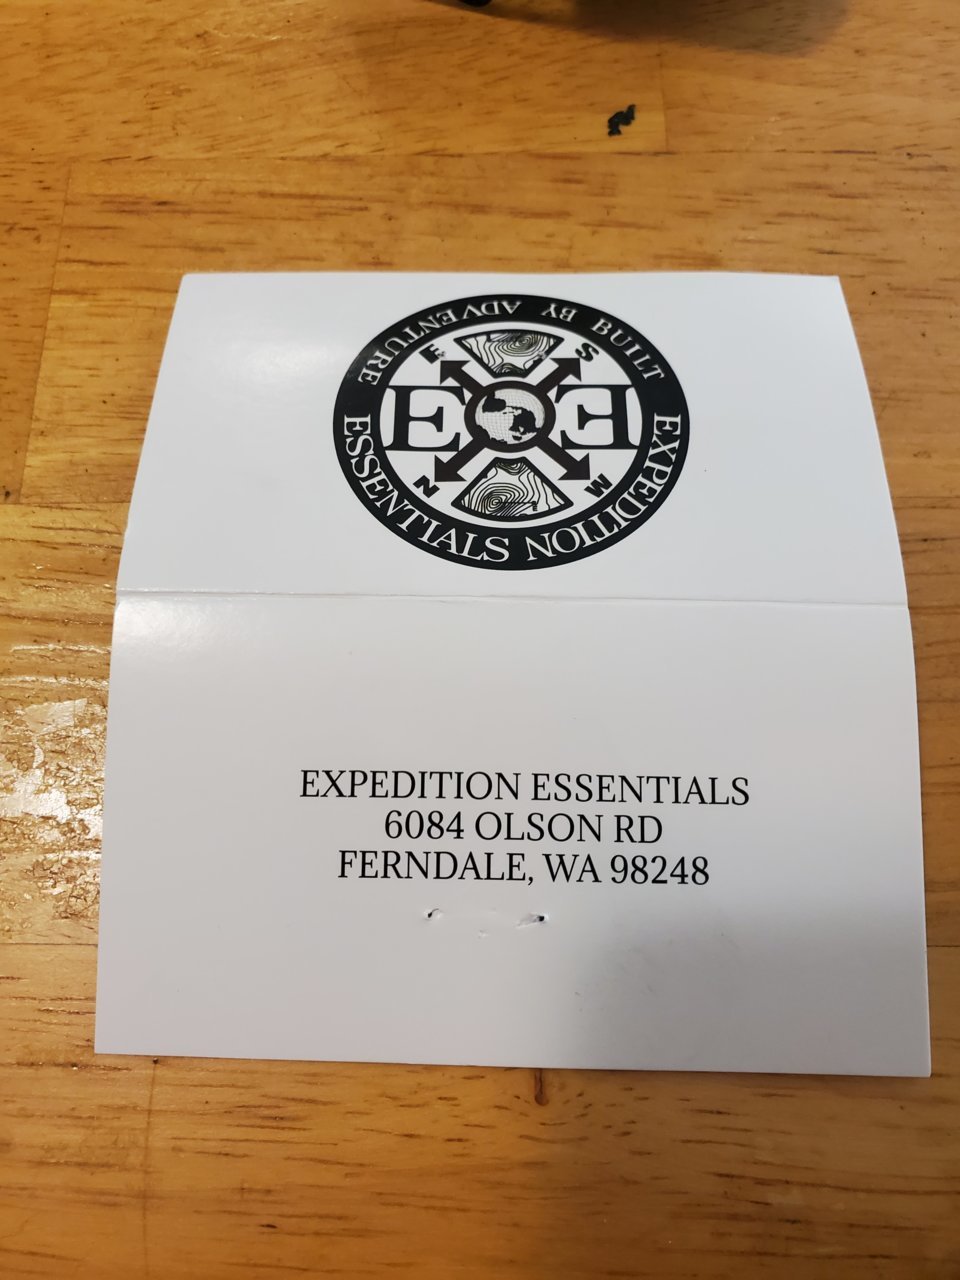 EXPEDITION ESSENTIALS
BUILT BY ADVENTURE
E
S
E
E
N
W
EXPEDITION ESSENTIALS
6084 OLSON RD
FERNDALE, WA 98248